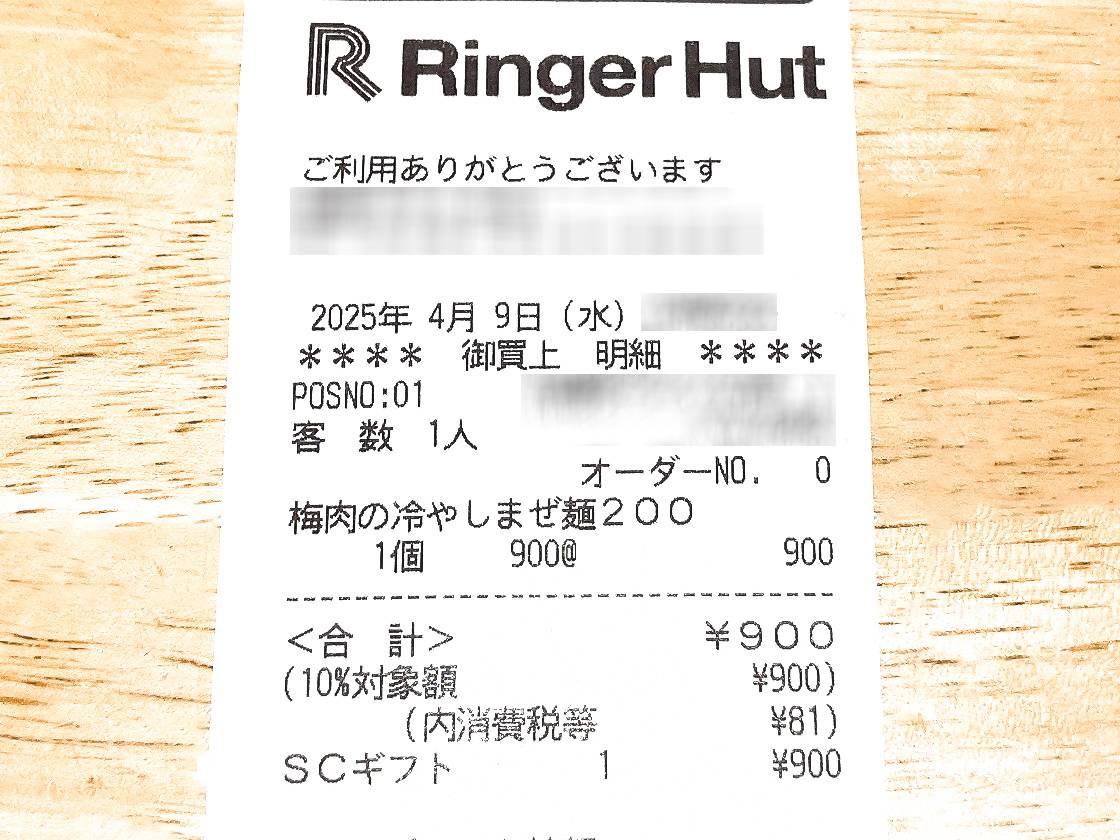 R RingerHut
ご利用ありがとうございます
2025年 4月 9日(水)
**** 御買上 明細 ****
POSNO:01
客 数 1人
オーダーNO. 0
梅肉の冷やしまぜ麺200
1個 900@ 900
<合 計> ¥900
(10%対象額 ¥900)
(内消費税等 ¥81)
SCギフト 1 ¥900